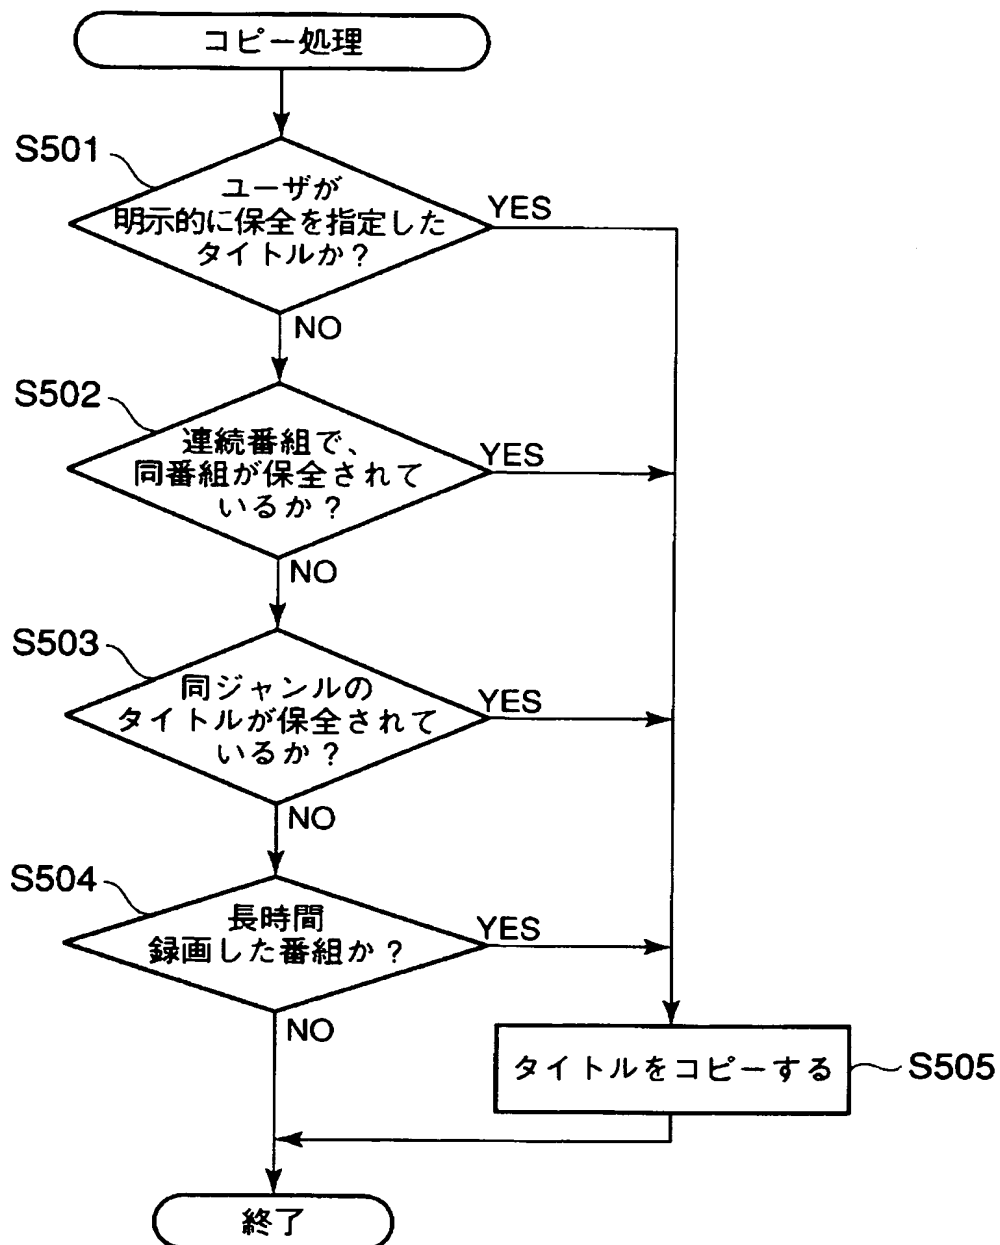 コピー処理
S501
ユーザが
明示的に保全を指定した
タイトルか？
YES
NO
S502
連続番組で、
同番組が保全されて
いるか？
YES
NO
S503
同ジャンルの
タイトルが保全されて
いるか？
YES
NO
S504
長時間
録画した番組か？
YES
NO
タイトルをコピーする
S505
終了